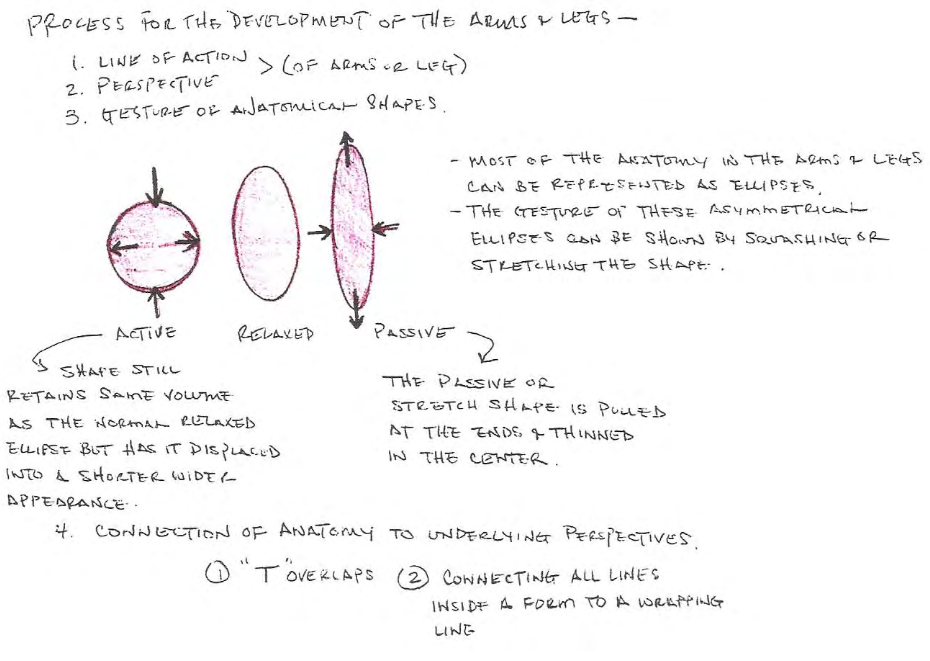 PROCESS FOR THE DEVELOPMENT OF THE ARMS & LEGS —
1. LINE OF ACTION > (OF ARMS OR LEG)
2. PERSPECTIVE
3. GESTURE OF ANATOMICAL SHAPES.
- MOST OF THE ANATOMY IN THE ARMS & LEGS
CAN BE REPRESENTED AS ELLIPSES.
- THE GESTURE OF THESE ASYMMETRICAL
ELLIPSES CAN BE SHOWN BY SQUASHING OR
STRETCHING THE SHAPE.
ACTIVE
RELAXED
PASSIVE
SHAPE STILL
RETAINS SAME VOLUME
AS THE NORMAL RELAXED
ELLIPSE BUT HAS IT DISPLACED
INTO A SHORTER WIDER
APPEARANCE.
THE PASSIVE OR
STRETCH SHAPE IS PULLED
AT THE ENDS & THINNED
IN THE CENTER.
4. CONNECTION OF ANATOMY TO UNDERLYING PERSPECTIVES.
① "T" OVERLAPS ② CONNECTING ALL LINES
INSIDE A FORM TO A WRAPPING
LINE